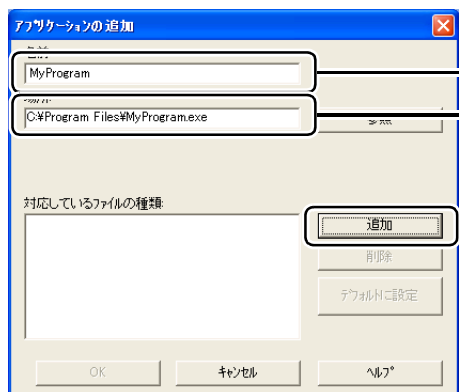 アプリケーションの追加
MyProgram
C:¥Program Files¥MyProgram.exe
対応しているファイルの種類:
追加
削除
デフォルトに設定
OK
キャンセル
ヘルプ